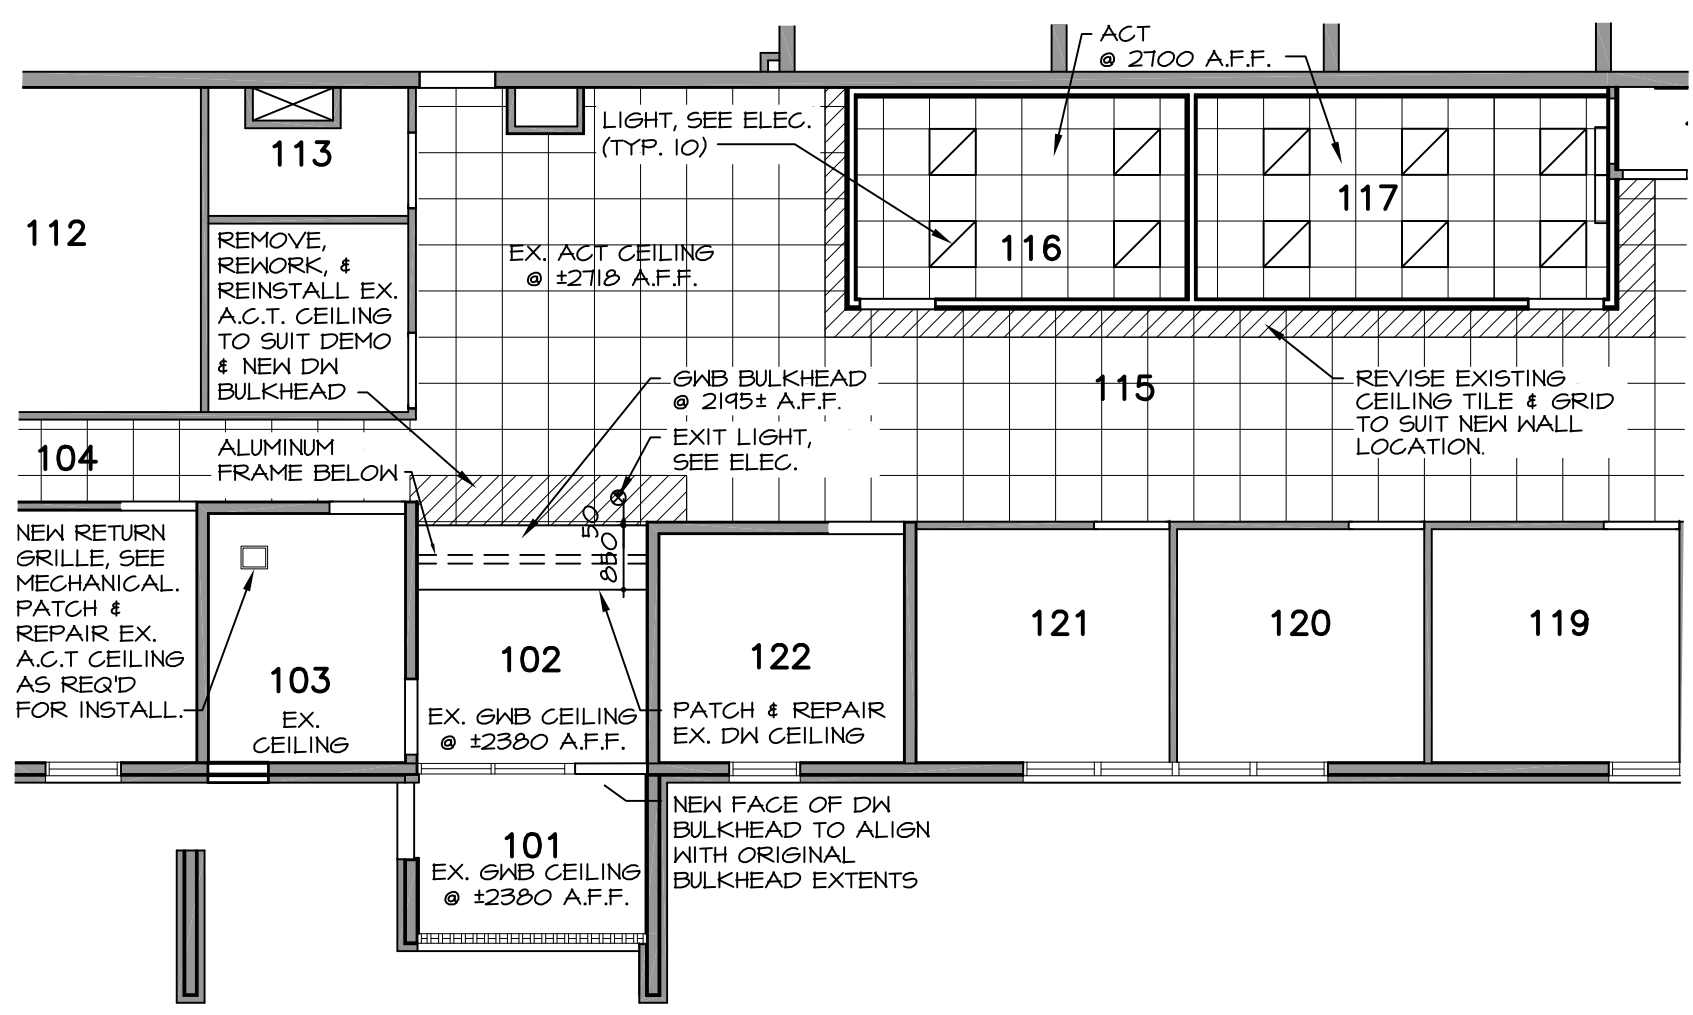 ACT
@ 2700 A.F.F.
LIGHT, SEE ELEC.
(TYP. 10)
113
112
117
116
REMOVE,
REWORK, &
REINSTALL EX.
A.C.T. CEILING
TO SUIT DEMO
& NEW DW
BULKHEAD
EX. ACT CEILING
@ ±2718 A.F.F.
GWB BULKHEAD
@ 2195± A.F.F.
115
REVISE EXISTING
CEILING TILE & GRID
TO SUIT NEW WALL
LOCATION.
EXIT LIGHT,
SEE ELEC.
104
ALUMINUM
FRAME BELOW
50
850
NEW RETURN
GRILLE, SEE
MECHANICAL.
PATCH &
REPAIR EX.
A.C.T CEILING
AS REQ'D
FOR INSTALL.
103
EX.
CEILING
102
EX. GWB CEILING
@ ±2380 A.F.F.
122
PATCH & REPAIR
EX. DW CEILING
121
120
119
NEW FACE OF DW
BULKHEAD TO ALIGN
WITH ORIGINAL
BULKHEAD EXTENTS
101
EX. GWB CEILING
@ ±2380 A.F.F.